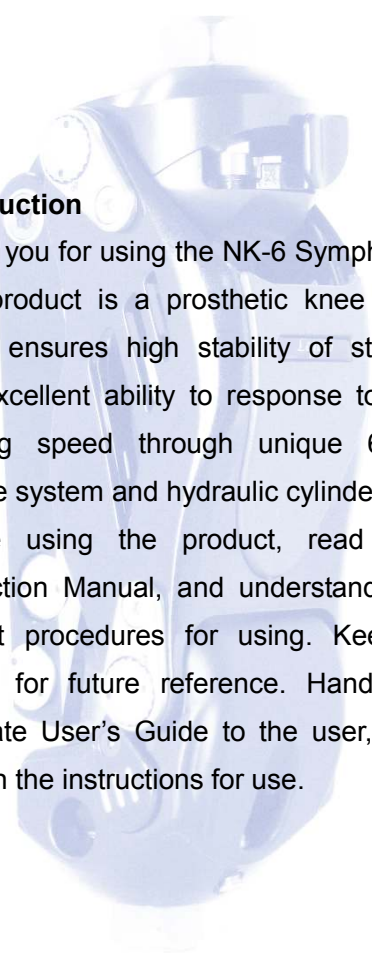 uction
you for using the NK-6 Symph
product is a prosthetic knee
ensures high stability of st
xcellent ability to response to
g speed through unique 6
e system and hydraulic cylinde
e using the product, read
ction Manual, and understand
t procedures for using. Kee
for future reference. Hand
ate User’s Guide to the user,
n the instructions for use.